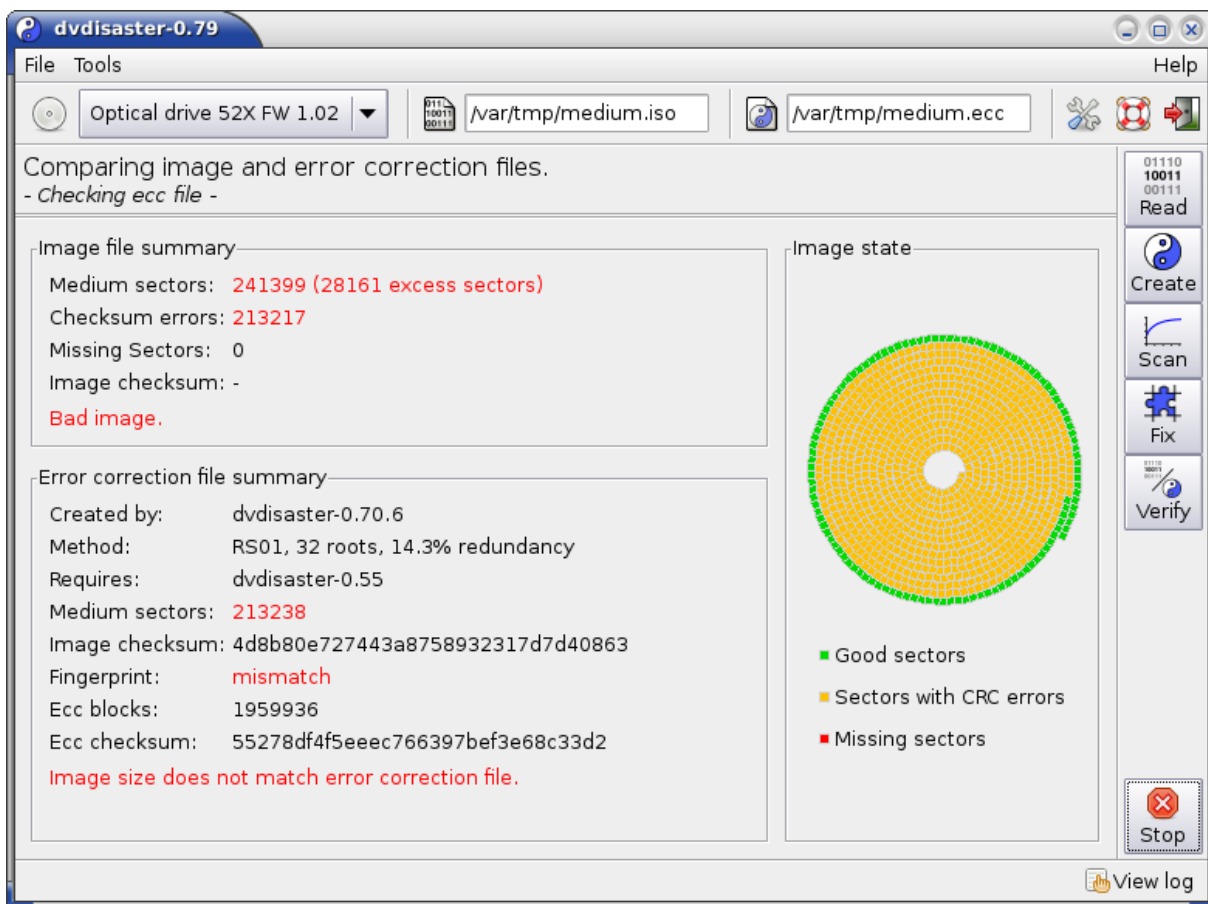 dvdisaster-0.79
File Tools Help
Optical drive 52X FW 1.02 /var/tmp/medium.iso /var/tmp/medium.ecc
Comparing image and error correction files.
- Checking ecc file -
Image file summary
Medium sectors: 241399 (28161 excess sectors)
Checksum errors: 213217
Missing Sectors: 0
Image checksum: -
Bad image.
Error correction file summary
Created by: dvdisaster-0.70.6
Method: RS01, 32 roots, 14.3% redundancy
Requires: dvdisaster-0.55
Medium sectors: 213238
Image checksum: 4d8b80e727443a8758932317d7d40863
Fingerprint: mismatch
Ecc blocks: 1959936
Ecc checksum: 55278df4f5eeec766397bef3e68c33d2
Image size does not match error correction file.
Image state
Good sectors
Sectors with CRC errors
Missing sectors
01110
10011
00111
Read
Create
Scan
Fix
Verify
Stop
View log